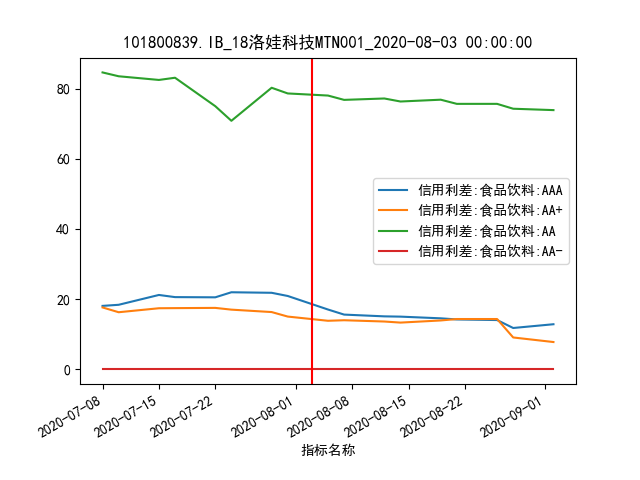 101800839.IB_18洛娃科技MTN001_2020-08-03 00:00:00
80
60
40
20
0
信用利差:食品饮料:AAA
信用利差:食品饮料:AA+
信用利差:食品饮料:AA
信用利差:食品饮料:AA-
2020-07-08
2020-07-15
2020-07-22
2020-08-01
2020-08-08
2020-08-15
2020-08-22
2020-09-01
指标名称